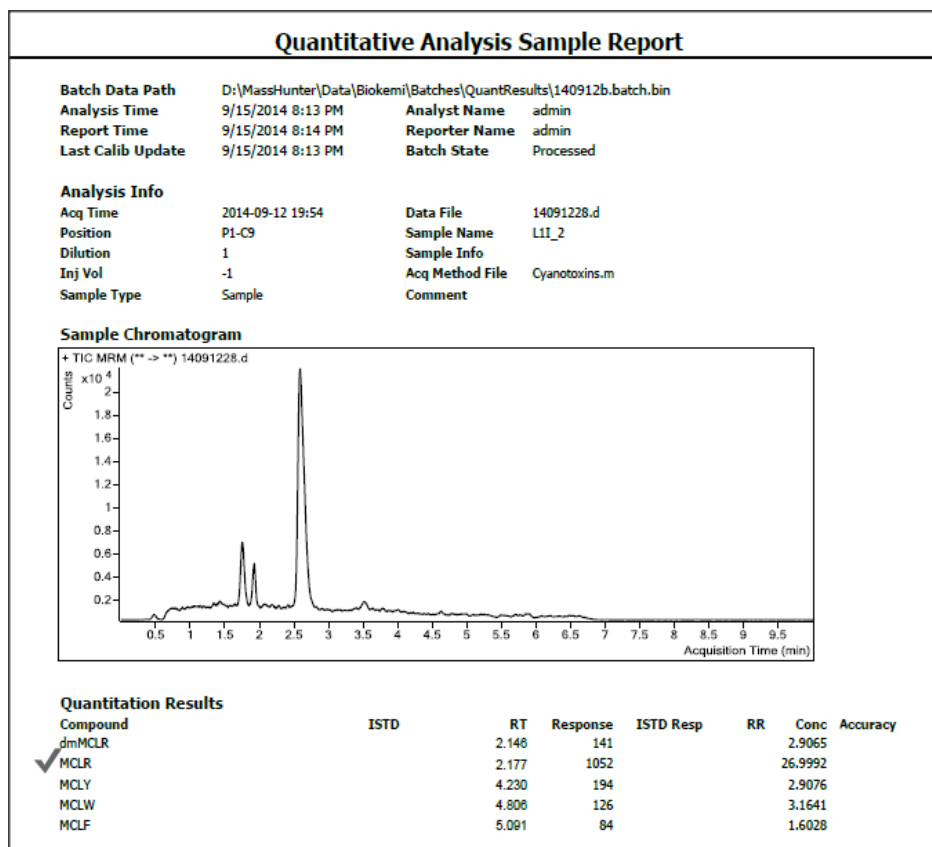 Quantitative Analysis Sample Report
Batch Data Path D:\MassHunter\Data\Biokemi\Batches\QuantResults\140912b.batch.bin
Analysis Time 9/15/2014 8:13 PM Analyst Name admin
Report Time 9/15/2014 8:14 PM Reporter Name admin
Last Calib Update 9/15/2014 8:13 PM Batch State Processed
Analysis Info
Acq Time 2014-09-12 19:54 Data File 14091228.d
Position P1-C9 Sample Name L1I_2
Dilution 1 Sample Info
Inj Vol -1 Acq Method File Cyanotoxins.m
Sample Type Sample Comment
Sample Chromatogram
+ TIC MRM (** -> **) 14091228.d
Counts
x10 4
2
1.8
1.6
1.4
1.2
1
0.8
0.6
0.4
0.2
0.5 1 1.5 2 2.5 3 3.5 4 4.5 5 5.5 6 6.5 7 7.5 8 8.5 9 9.5
Acquisition Time (min)
Quantitation Results
Compound ISTD RT Response ISTD Resp RR Conc Accuracy
dmMCLR 2.146 141 2.9065
MCLR 2.177 1052 26.9992
MCLY 4.230 194 2.9076
MCLW 4.806 126 3.1641
MCLF 5.091 84 1.6028